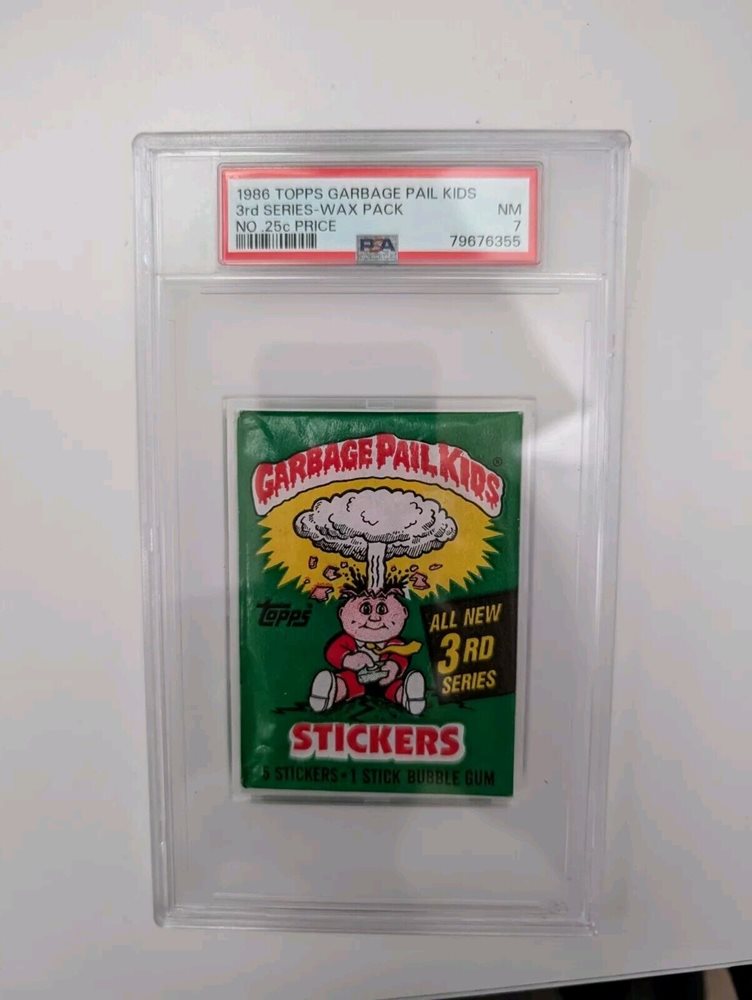 1986 TOPPS GARBAGE PAIL KIDS
3rd SERIES-WAX PACK NM
NO .25c PRICE 7
PSA 79676355
GARBAGE PAIL KIDS®
topps
ALL NEW
3RD
SERIES
STICKERS
5 STICKERS•1 STICK BUBBLE GUM